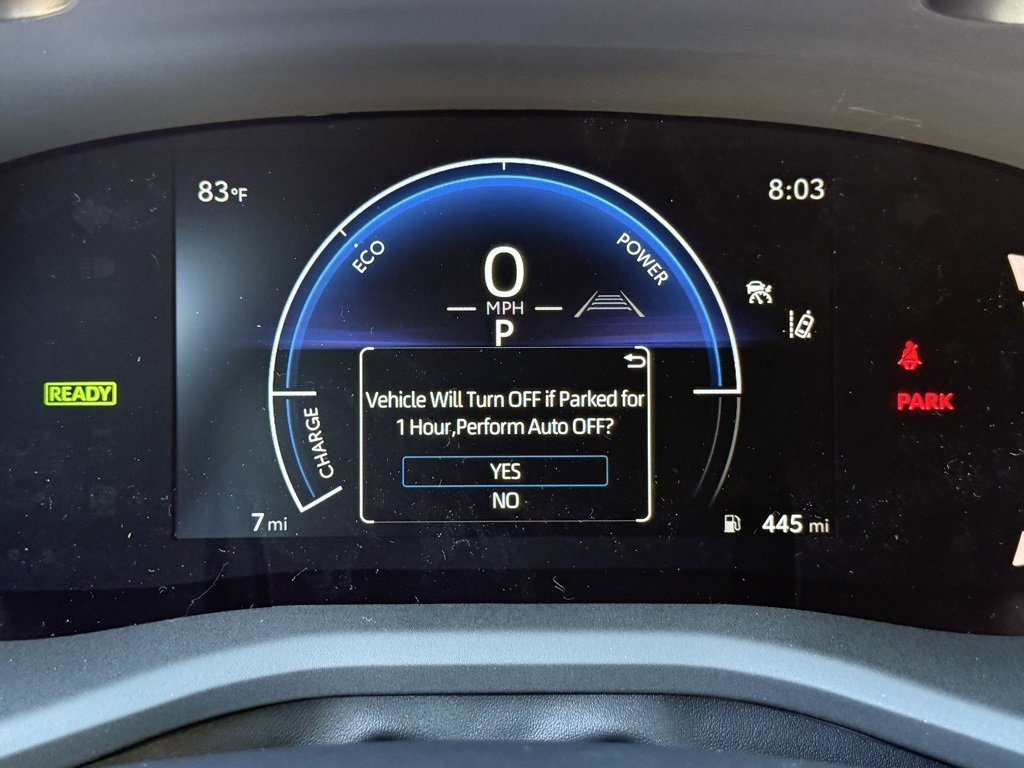 83°F
8:03
ECO
POWER
0
MPH
P
READY
Vehicle Will Turn OFF if Parked for
1 Hour,Perform Auto OFF?
YES
NO
PARK
CHARGE
7 mi
445 mi